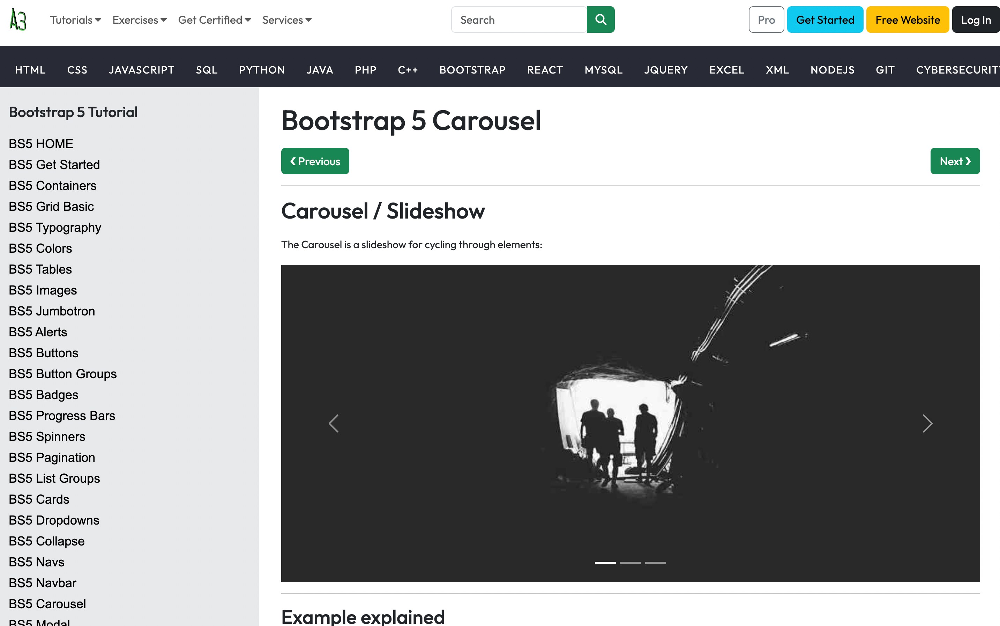 A3 Tutorials Exercises Get Certified Services Search Pro Get Started Free Website Log In
HTML CSS JAVASCRIPT SQL PYTHON JAVA PHP C++ BOOTSTRAP REACT MYSQL JQUERY EXCEL XML NODEJS GIT CYBERSECURITY
Bootstrap 5 Tutorial
BS5 HOME
BS5 Get Started
BS5 Containers
BS5 Grid Basic
BS5 Typography
BS5 Colors
BS5 Tables
BS5 Images
BS5 Jumbotron
BS5 Alerts
BS5 Buttons
BS5 Button Groups
BS5 Badges
BS5 Progress Bars
BS5 Spinners
BS5 Pagination
BS5 List Groups
BS5 Cards
BS5 Dropdowns
BS5 Collapse
BS5 Navs
BS5 Navbar
BS5 Carousel
BS5 Modal
Bootstrap 5 Carousel
❮ Previous
Next ❯
Carousel / Slideshow
The Carousel is a slideshow for cycling through elements:
Example explained